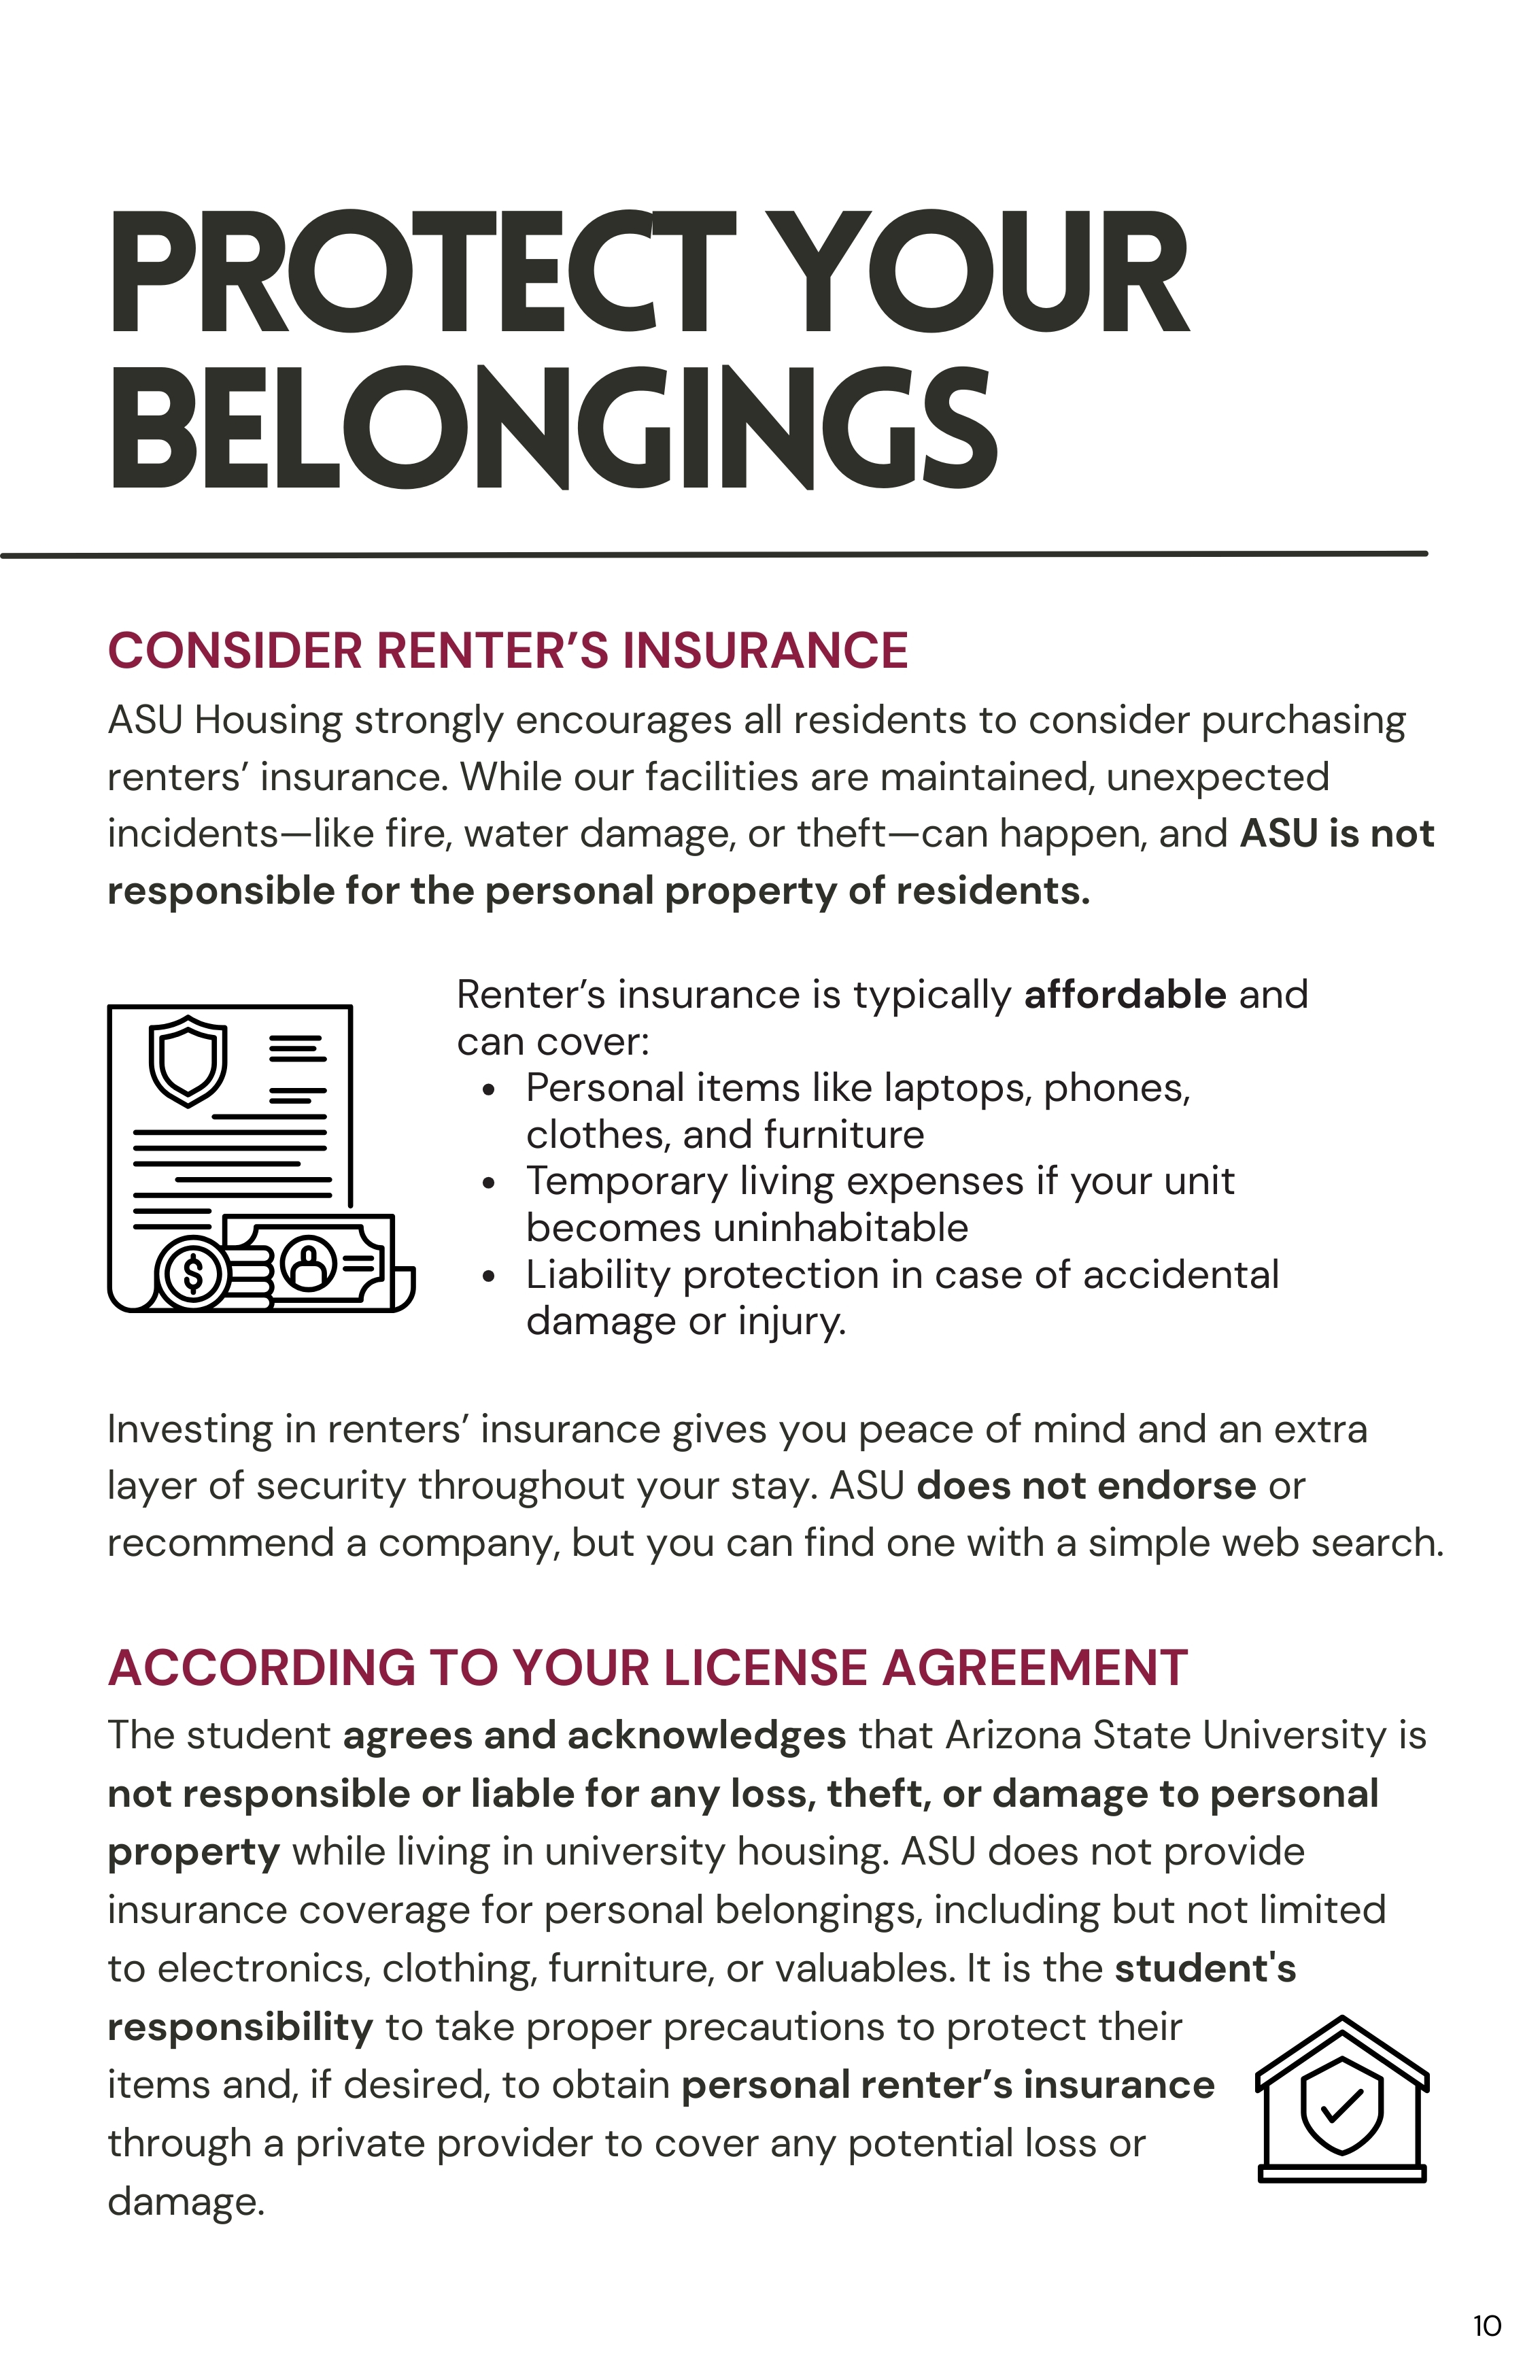 PROTECT YOUR
BELONGINGS
CONSIDER RENTER’S INSURANCE
ASU Housing strongly encourages all residents to consider purchasing
renters’ insurance. While our facilities are maintained, unexpected
incidents—like fire, water damage, or theft—can happen, and ASU is not
responsible for the personal property of residents.
Renter’s insurance is typically affordable and
can cover:
• Personal items like laptops, phones,
clothes, and furniture
• Temporary living expenses if your unit
becomes uninhabitable
• Liability protection in case of accidental
damage or injury.
$
Investing in renters’ insurance gives you peace of mind and an extra
layer of security throughout your stay. ASU does not endorse or
recommend a company, but you can find one with a simple web search.
ACCORDING TO YOUR LICENSE AGREEMENT
The student agrees and acknowledges that Arizona State University is
not responsible or liable for any loss, theft, or damage to personal
property while living in university housing. ASU does not provide
insurance coverage for personal belongings, including but not limited
to electronics, clothing, furniture, or valuables. It is the student's
responsibility to take proper precautions to protect their
items and, if desired, to obtain personal renter’s insurance
through a private provider to cover any potential loss or
damage.
10